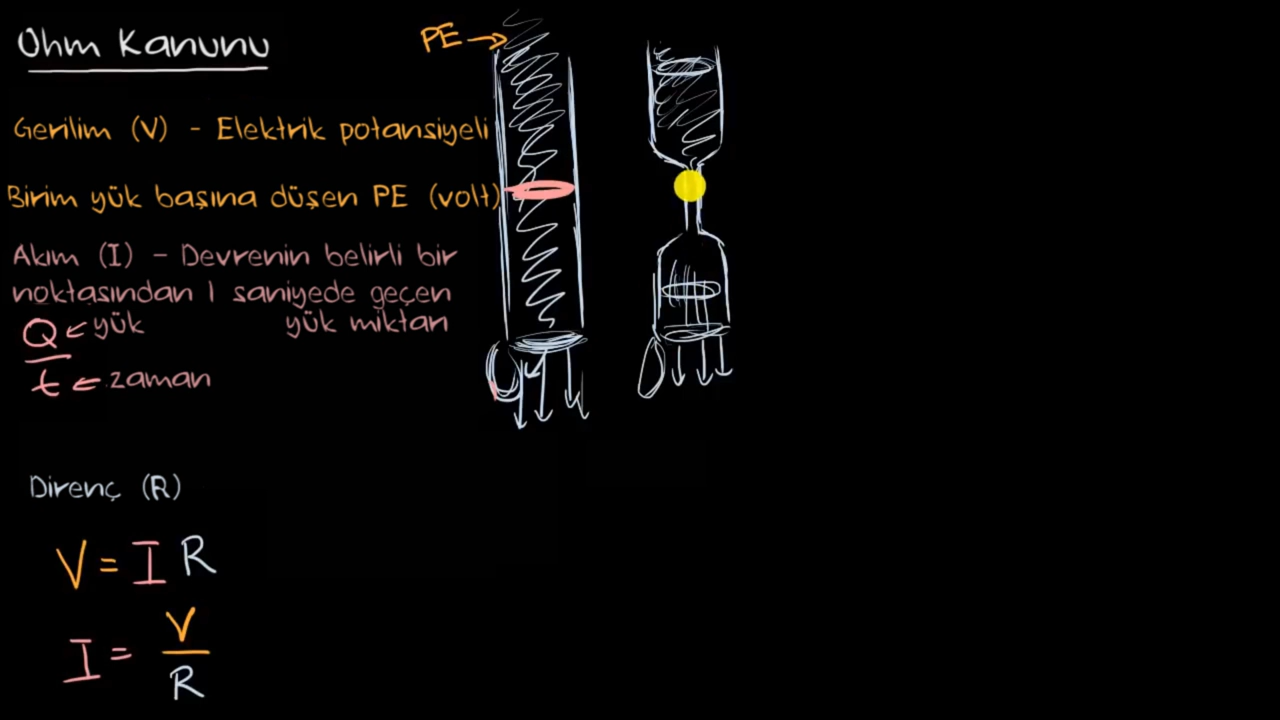 Ohm Kanunu
PE
Gerilim (V) - Elektrik potansiyeli
Birim yük başına düşen PE (volt)
Akım (I) - Devrenin belirli bir
noktasından 1 saniyede geçen
yük miktarı
Q ← yük
t ← zaman
Direnç (R)
V = I R
I = V
R